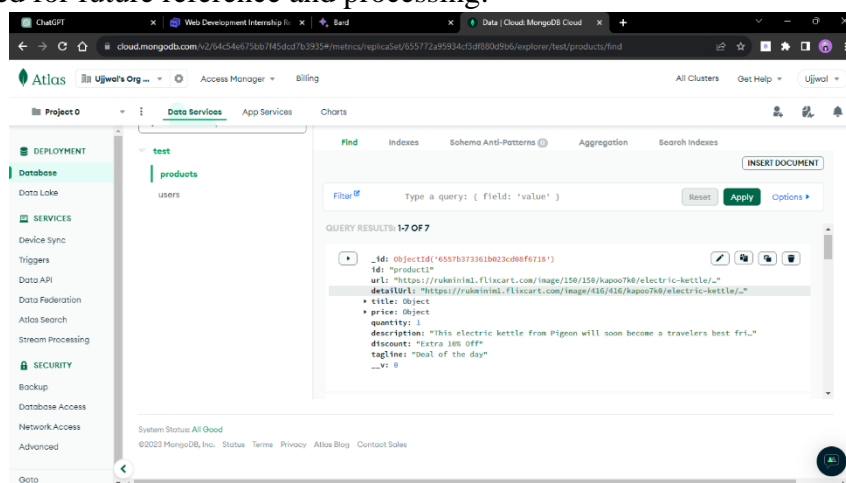 ed for future reference and processing.
ChatGPT
Web Development Internship R
Bard
Data | Cloud: MongoDB Cloud
cloud.mongodb.com/v2/64c54e675bb7f45dcd7b3935#/metrics/replicaSet/655772a95934cf3df880d9b6/explorer/test/products/find
Atlas
Ujjwal's Org ...
Access Manager
Billing
All Clusters
Get Help
Ujjwal
Project 0
Data Services
App Services
Charts
DEPLOYMENT
Database
Data Lake
SERVICES
Device Sync
Triggers
Data API
Data Federation
Atlas Search
Stream Processing
SECURITY
Backup
Database Access
Network Access
Advanced
Goto
test
products
users
Find
Indexes
Schema Anti-Patterns 0
Aggregation
Search Indexes
INSERT DOCUMENT
Filter
Type a query: { field: 'value' }
Reset
Apply
Options
QUERY RESULTS: 1-7 OF 7
_id: ObjectId('6557b373361b023cd08f6718')
id: "product1"
url: "https://rukminim1.flixcart.com/image/150/150/kapoo7k0/electric-kettle/…"
detailUrl: "https://rukminim1.flixcart.com/image/416/416/kapoo7k0/electric-kettle/…"
title: Object
price: Object
quantity: 1
description: "This electric kettle from Pigeon will soon become a travelers best fri…"
discount: "Extra 10% Off"
tagline: "Deal of the day"
__v: 0
System Status: All Good
©2023 MongoDB, Inc. Status Terms Privacy Atlas Blog Contact Sales